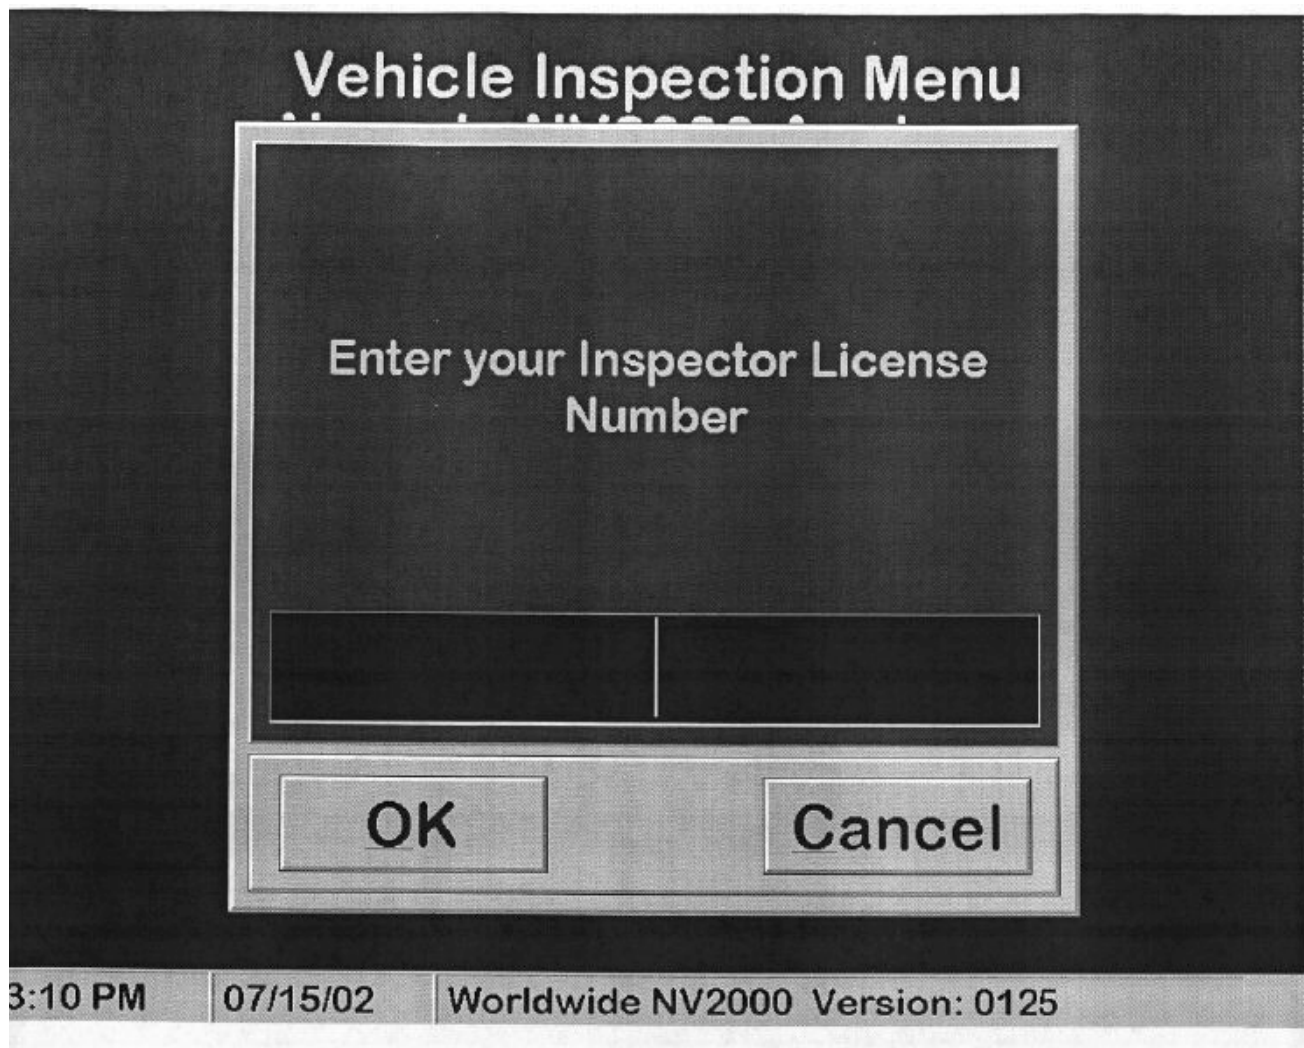 Vehicle Inspection Menu
Enter your Inspector License
Number
OK
Cancel
3:10 PM
07/15/02
Worldwide NV2000 Version: 0125